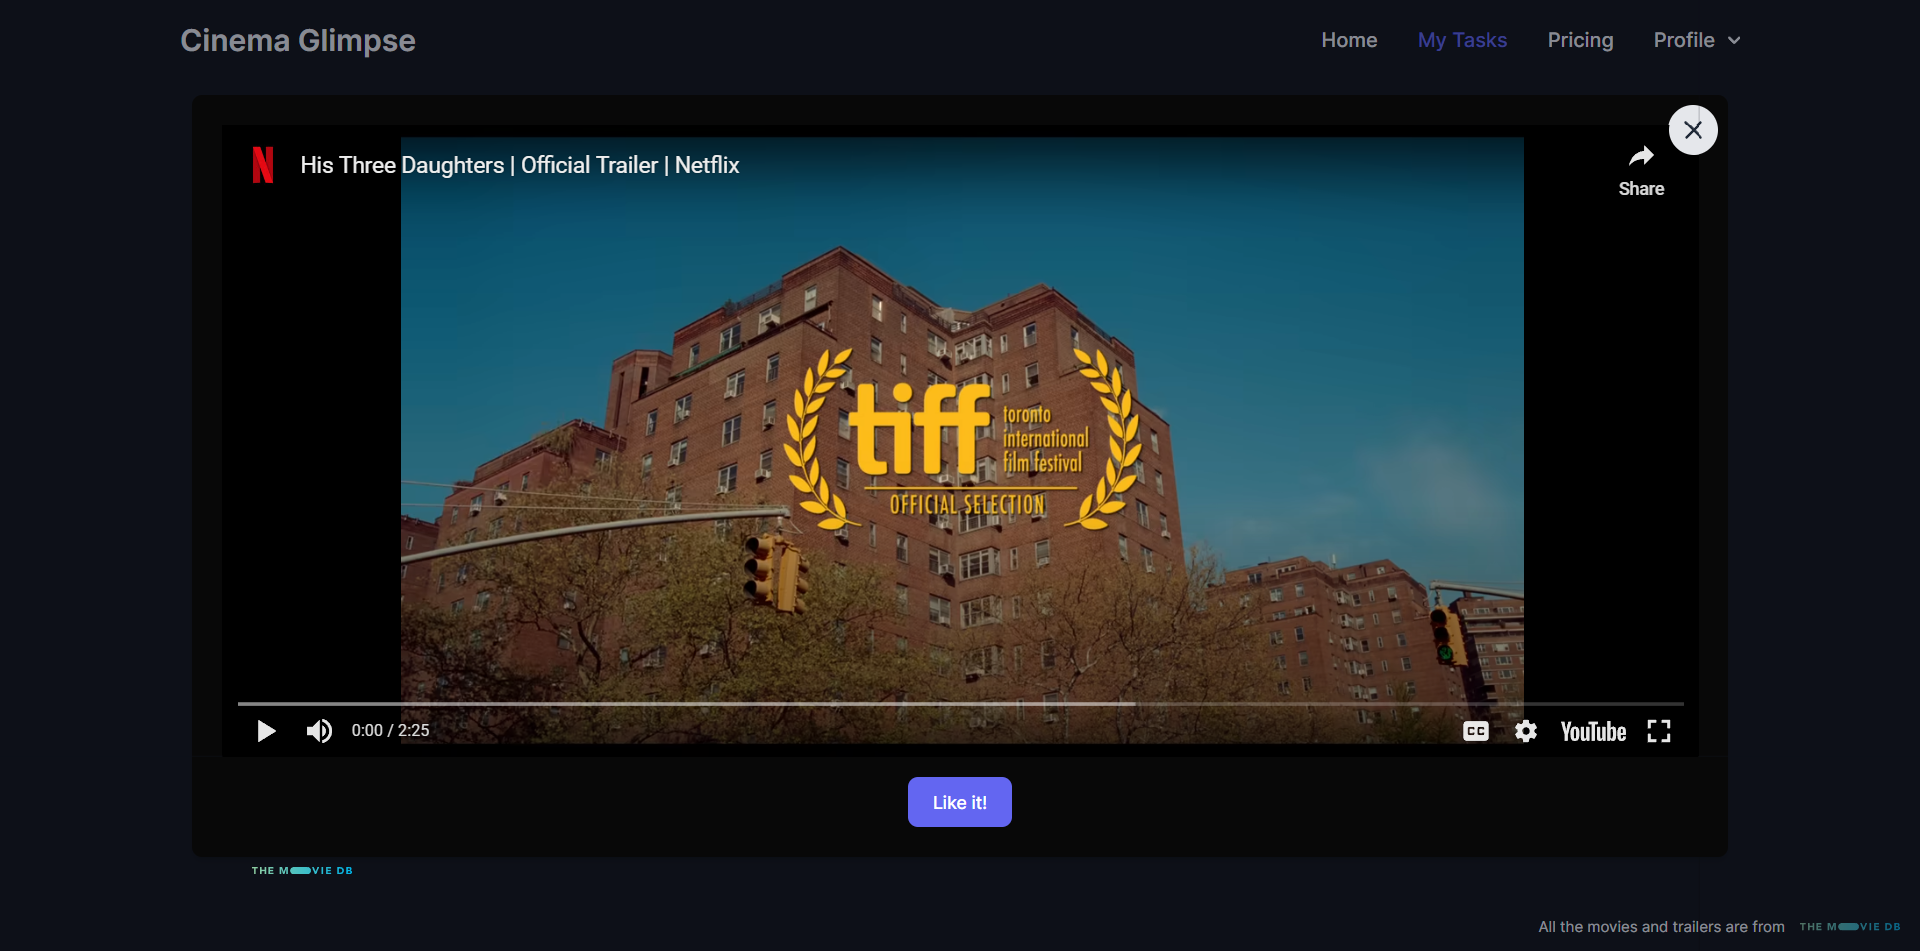 Cinema Glimpse
Home
My Tasks
Pricing
Profile
N
His Three Daughters | Official Trailer | Netflix
Share
tiff
toronto
international
film festival
OFFICIAL SELECTION
0:00 / 2:25
CC
YouTube
Like it!
THE MOVIE DB
All the movies and trailers are from THE MOVIE DB